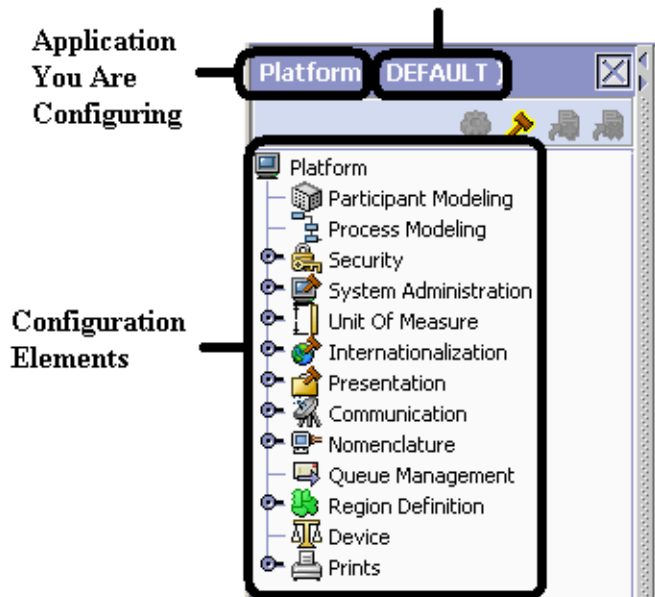 Application
You Are
Configuring
Platform DEFAULT )
Platform
Participant Modeling
Process Modeling
Security
System Administration
Unit Of Measure
Internationalization
Presentation
Communication
Nomenclature
Queue Management
Region Definition
Device
Prints
Configuration
Elements